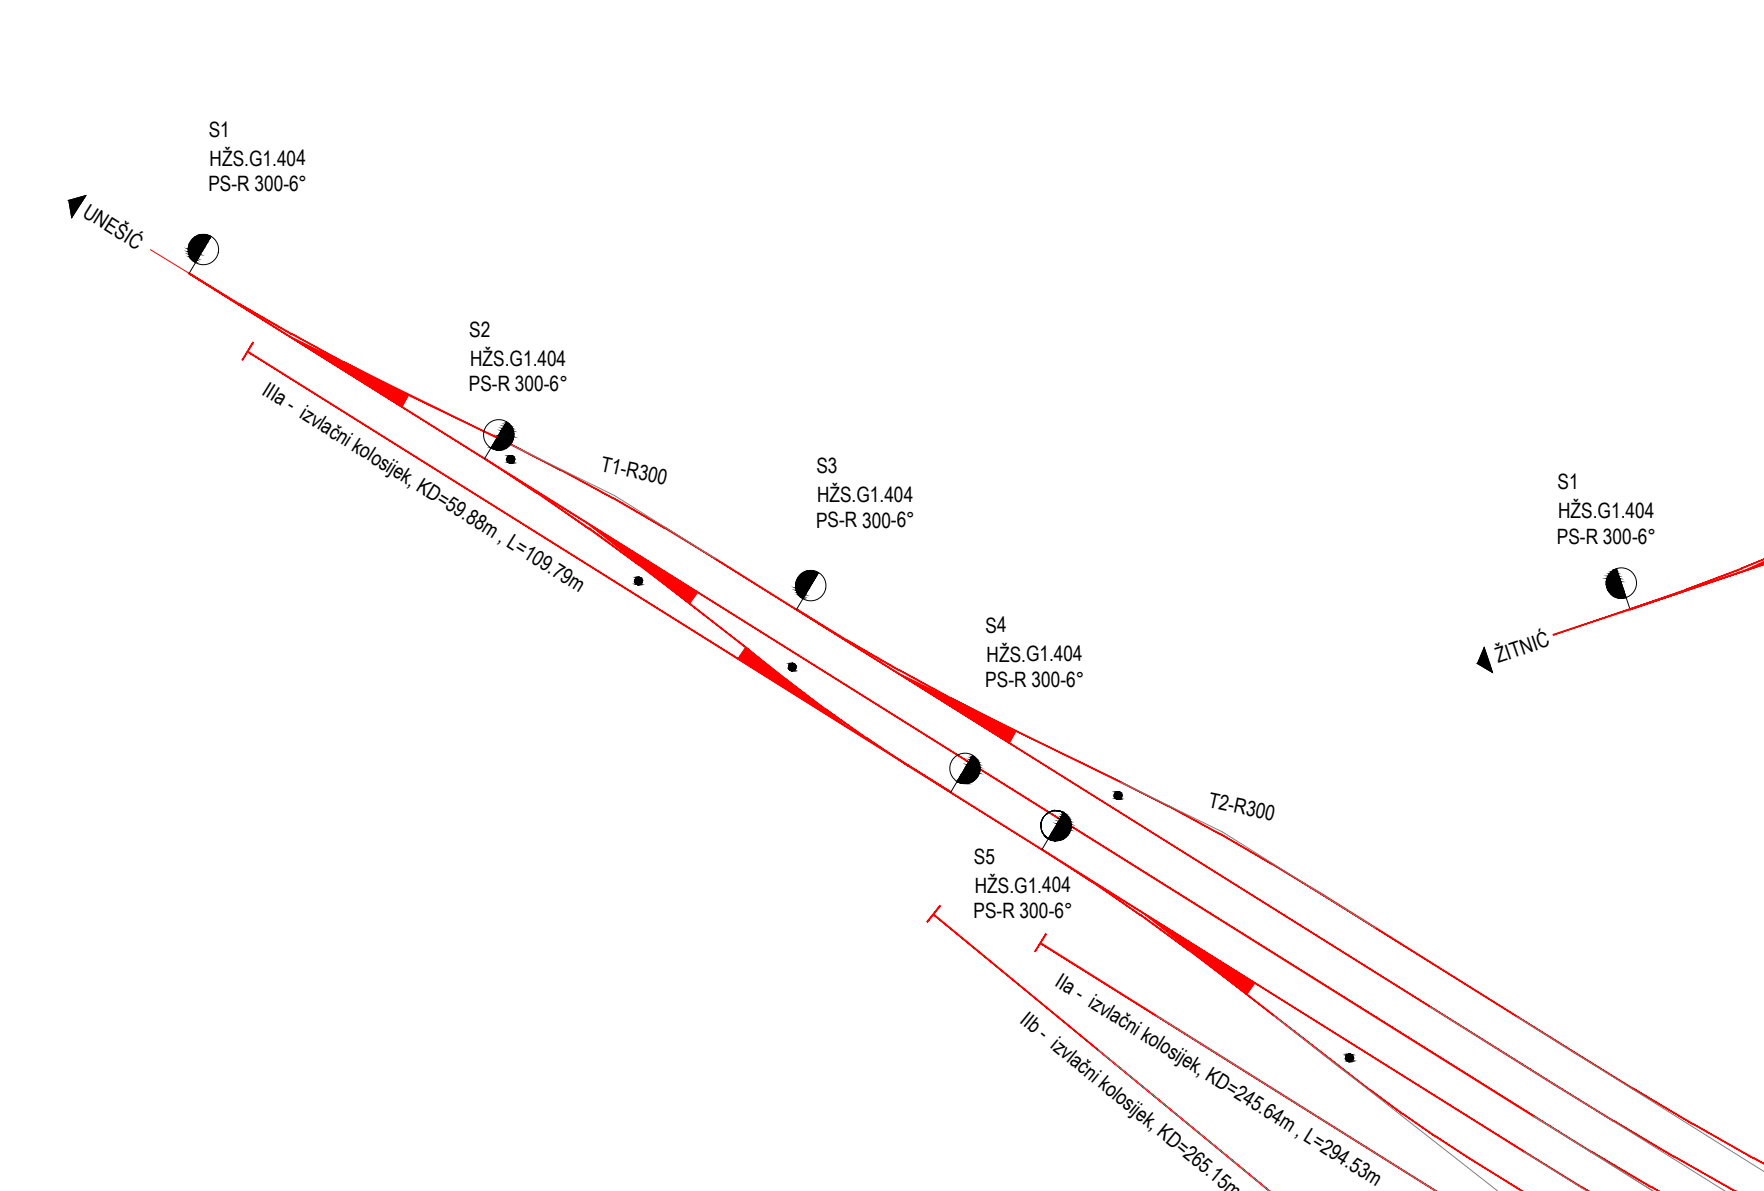 S1
HŽS.G1.404
PS-R 300-6°
UNEŠIĆ
S2
HŽS.G1.404
PS-R 300-6°
IIIa - izvlačni kolosijek, KD=59.88m , L=109.79m
T1-R300
S3
HŽS.G1.404
PS-R 300-6°
S1
HŽS.G1.404
PS-R 300-6°
ŽITNIĆ
S4
HŽS.G1.404
PS-R 300-6°
T2-R300
S5
HŽS.G1.404
PS-R 300-6°
IIa - izvlačni kolosijek, KD=245.64m , L=294.53m
IIb - izvlačni kolosijek, KD=265.15m